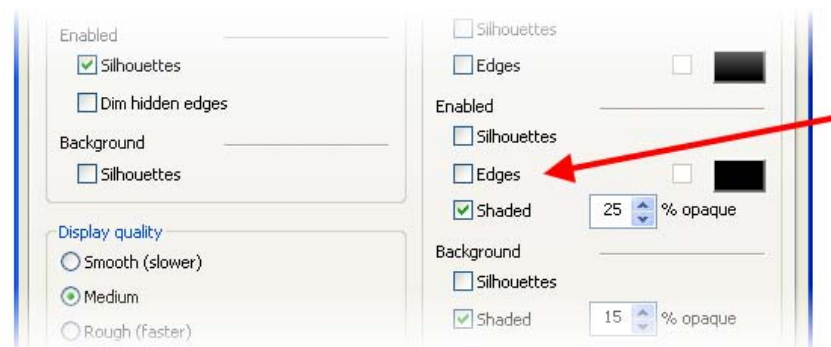 Enabled
Silhouettes
Dim hidden edges
Background
Silhouettes
Display quality
Smooth (slower)
Medium
Rough (faster)
Silhouettes
Edges
Enabled
Silhouettes
Edges
Shaded 25 % opaque
Background
Silhouettes
Shaded 15 % opaque